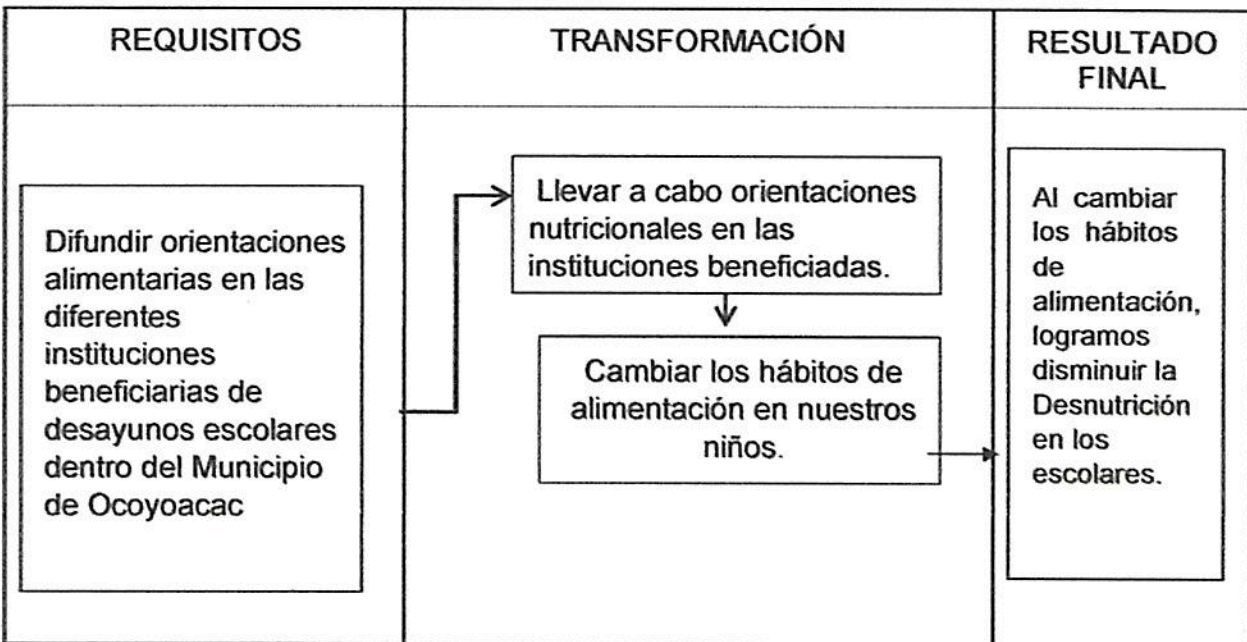 REQUISITOS
TRANSFORMACIÓN
RESULTADO
FINAL
Difundir orientaciones
alimentarias en las
diferentes
instituciones
beneficiarias de
desayunos escolares
dentro del Municipio
de Ocoyoacac
Llevar a cabo orientaciones
nutricionales en las
instituciones beneficiadas.
Cambiar los hábitos de
alimentación en nuestros
niños.
Al cambiar
los hábitos
de
alimentación,
logramos
disminuir la
Desnutrición
en los
escolares.